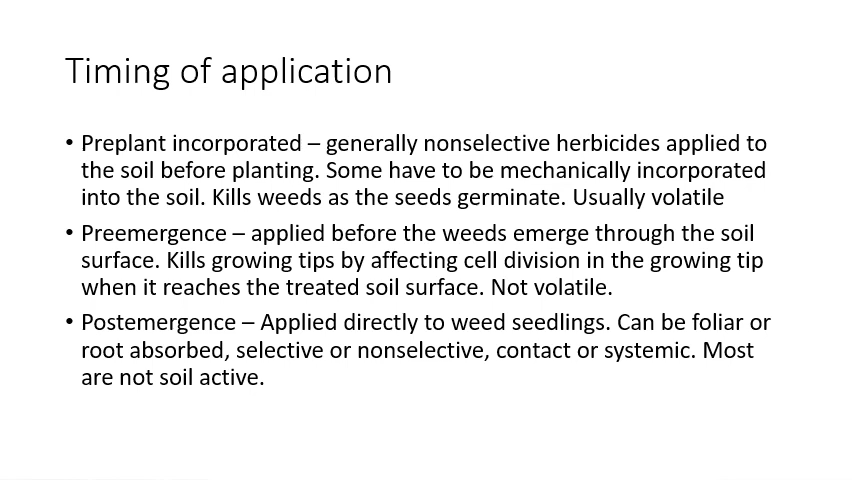 Timing of application
• Preplant incorporated – generally nonselective herbicides applied to
the soil before planting. Some have to be mechanically incorporated
into the soil. Kills weeds as the seeds germinate. Usually volatile
• Preemergence – applied before the weeds emerge through the soil
surface. Kills growing tips by affecting cell division in the growing tip
when it reaches the treated soil surface. Not volatile.
• Postemergence – Applied directly to weed seedlings. Can be foliar or
root absorbed, selective or nonselective, contact or systemic. Most
are not soil active.